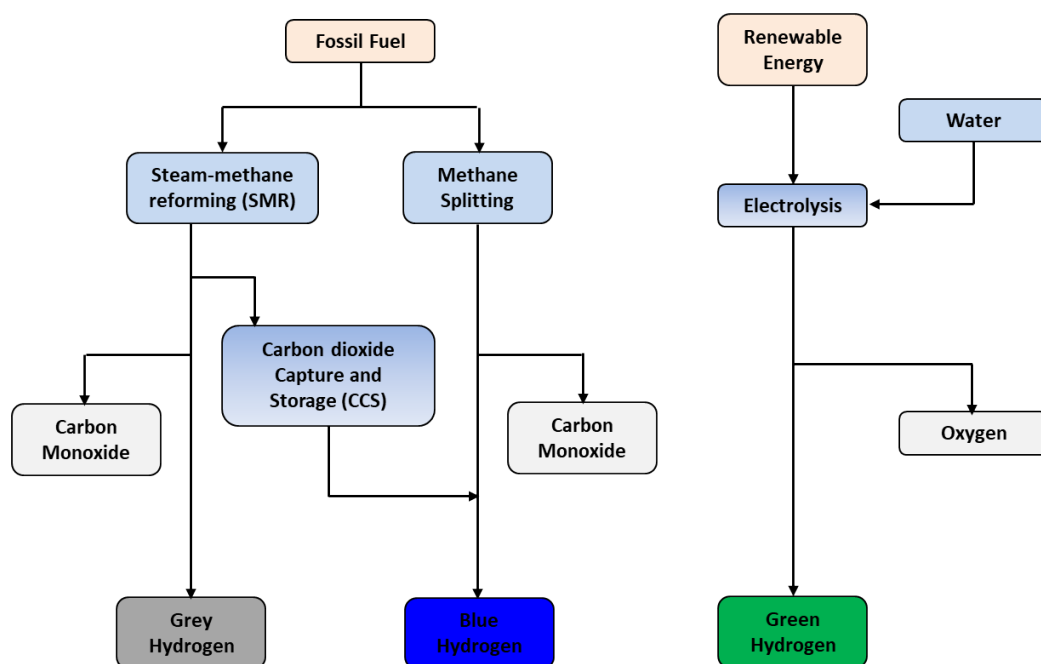 Fossil Fuel
Renewable
Energy
Water
Steam-methane
reforming (SMR)
Methane
Splitting
Electrolysis
Carbon dioxide
Capture and
Storage (CCS)
Carbon
Monoxide
Carbon
Monoxide
Oxygen
Grey
Hydrogen
Blue
Hydrogen
Green
Hydrogen